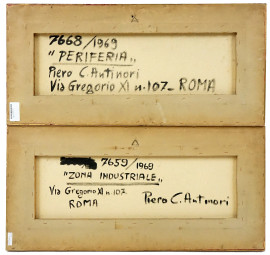 7668/1969
"PERIFERIA"
Piero C. Antinori
Via Gregorio XI n. 107 - ROMA
7659/1969
"ZONA INDUSTRIALE"
Via Gregorio XI n. 107
ROMA
Piero C. Antinori